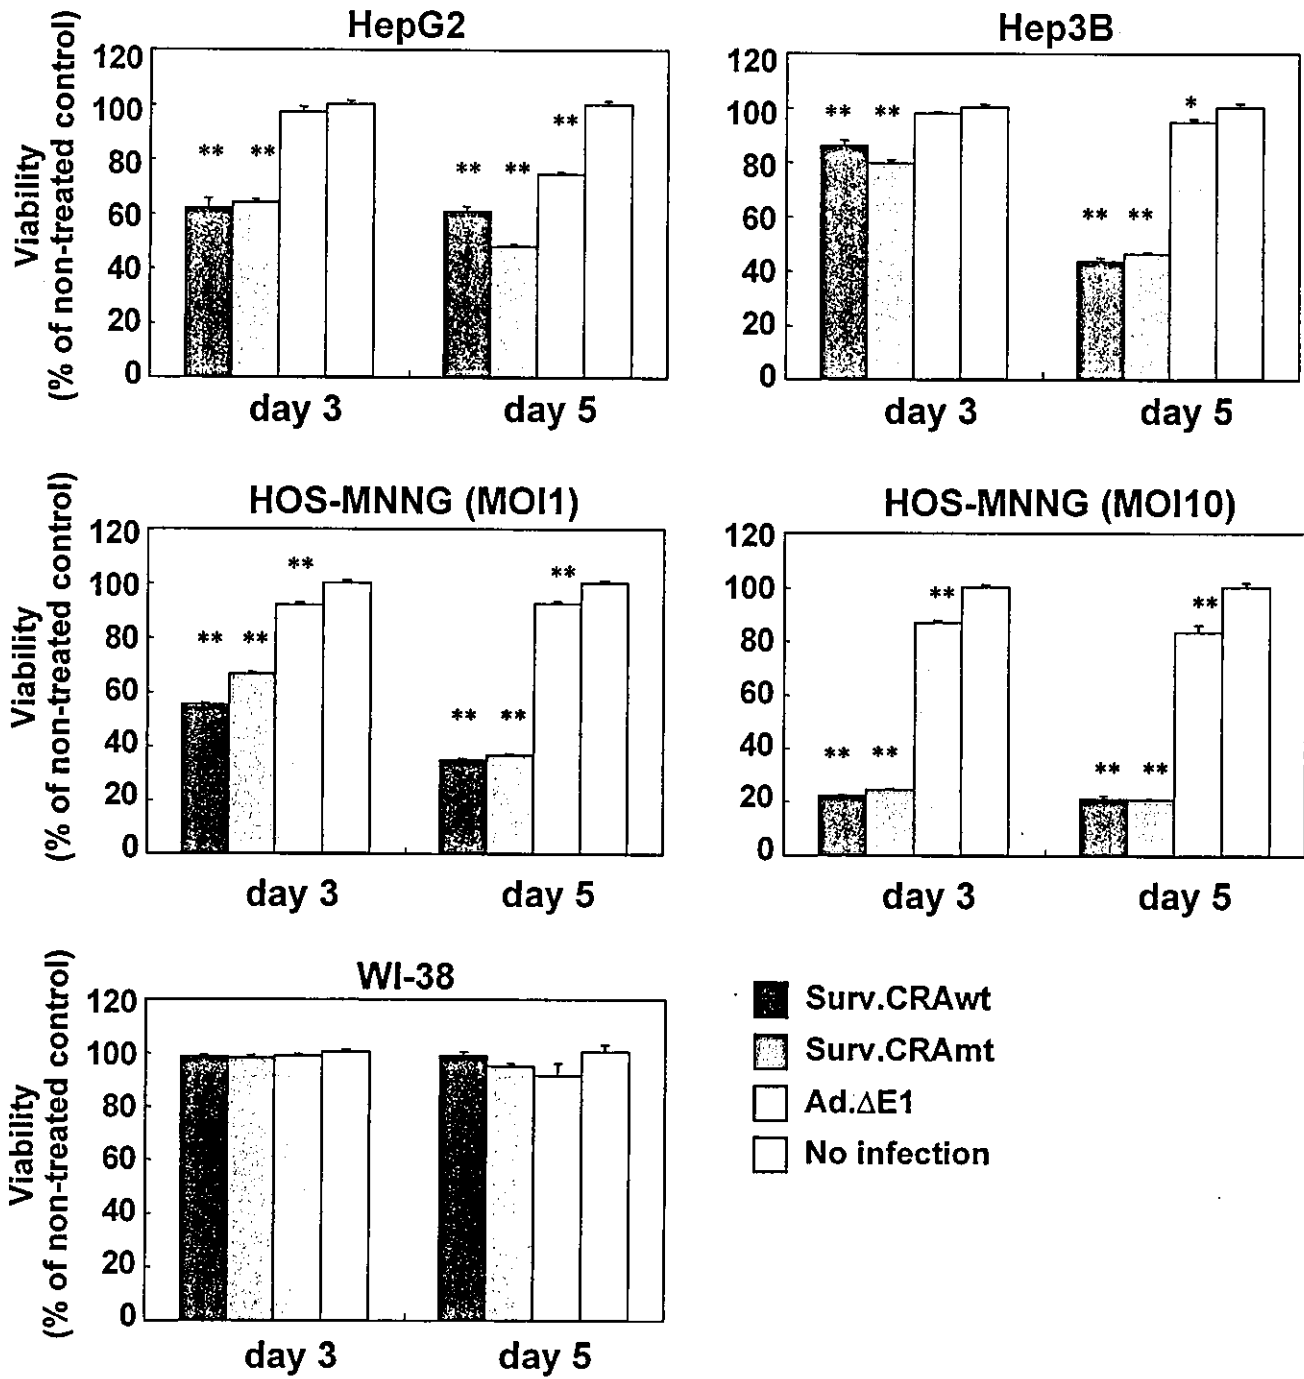 HepG2
Viability
(% of non-treated control)
120
100
80
60
40
20
0
** ** ** ** **
day 3 day 5
Hep3B
120
100
80
60
40
20
0
** ** ** ** *
day 3 day 5
HOS-MNNG (MOI1)
Viability
(% of non-treated control)
120
100
80
60
40
20
0
** ** ** ** ** **
day 3 day 5
HOS-MNNG (MOI10)
120
100
80
60
40
20
0
** ** ** ** ** **
day 3 day 5
WI-38
Viability
(% of non-treated control)
120
100
80
60
40
20
0
day 3 day 5
Surv.CRAwt
Surv.CRAmt
Ad.ΔE1
No infection